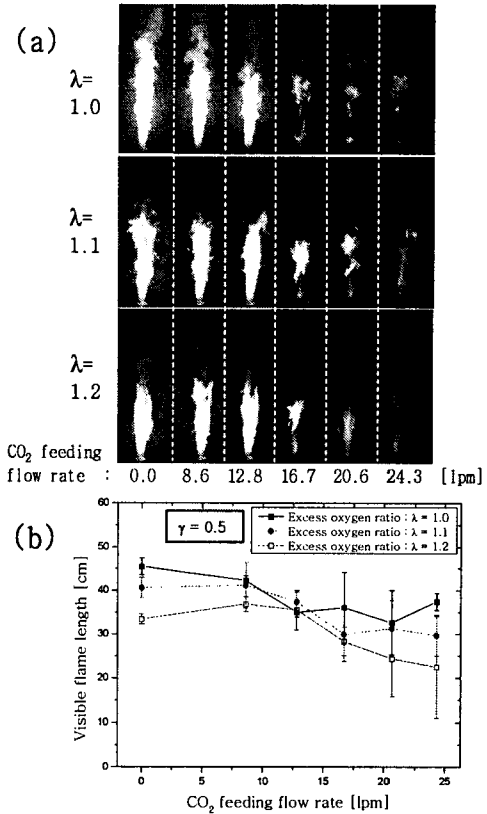 (a)
λ=
1.0
λ=
1.1
λ=
1.2
CO₂ feeding
flow rate : 0.0 8.6 12.8 16.7 20.6 24.3 [lpm]
(b)
γ = 0.5
Excess oxygen ratio : λ = 1.0
Excess oxygen ratio : λ = 1.1
Excess oxygen ratio : λ = 1.2
60
50
40
30
20
10
0
Visible flame length [cm]
0 5 10 15 20 25
CO₂ feeding flow rate [lpm]